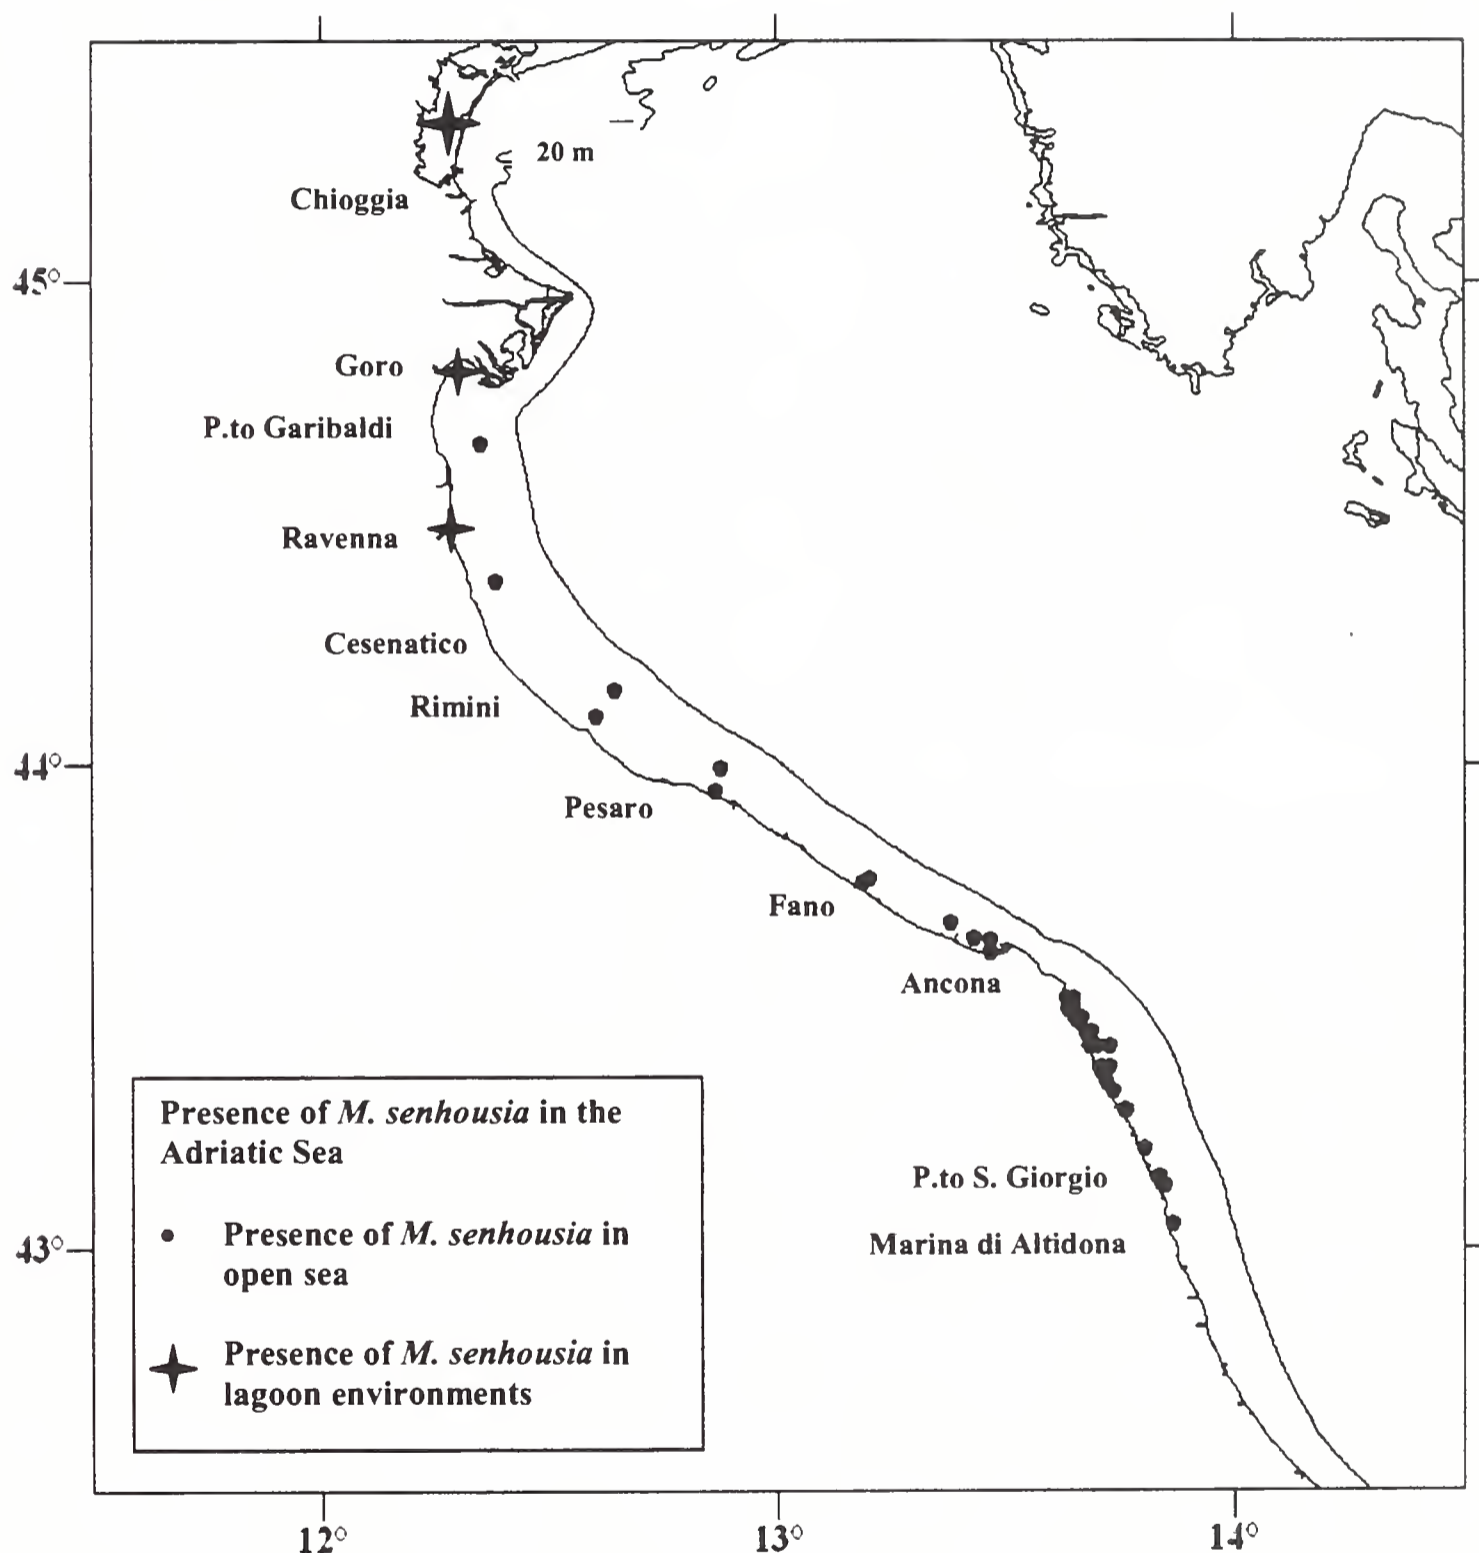 20 m
Chioggia
45°
Goro
P.to Garibaldi
Ravenna
Cesenatico
Rimini
44°
Pesaro
Fano
Ancona
Presence of M. senhousia in the
Adriatic Sea
Presence of M. senhousia in
open sea
Presence of M. senhousia in
lagoon environments
P.to S. Giorgio
Marina di Altidona
43°
12°
13°
14°